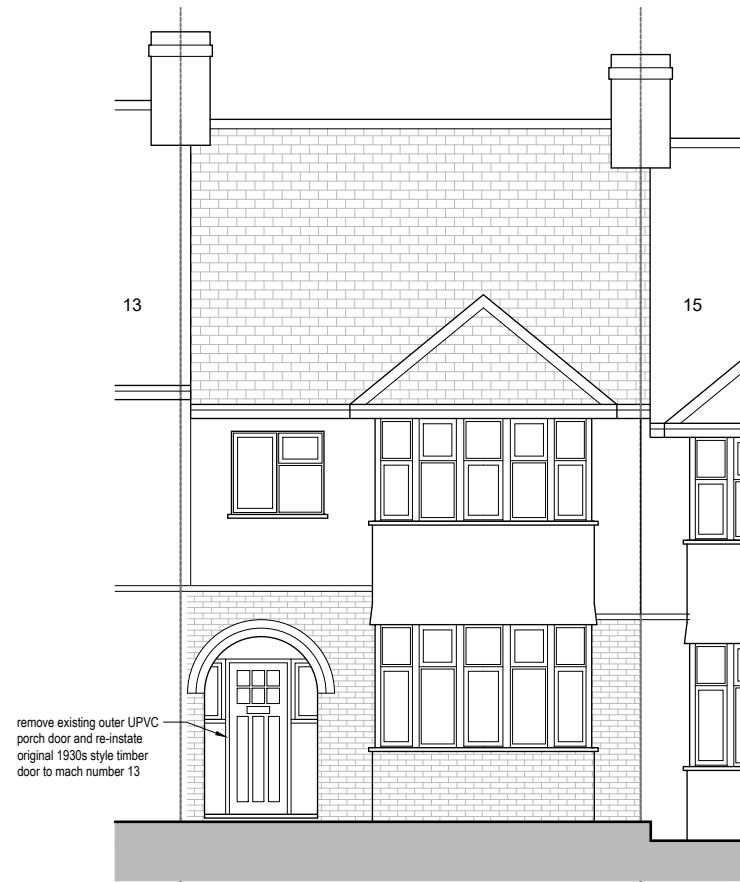 13
15
remove existing outer UPVC
porch door and re-instate
original 1930s style timber
door to mach number 13